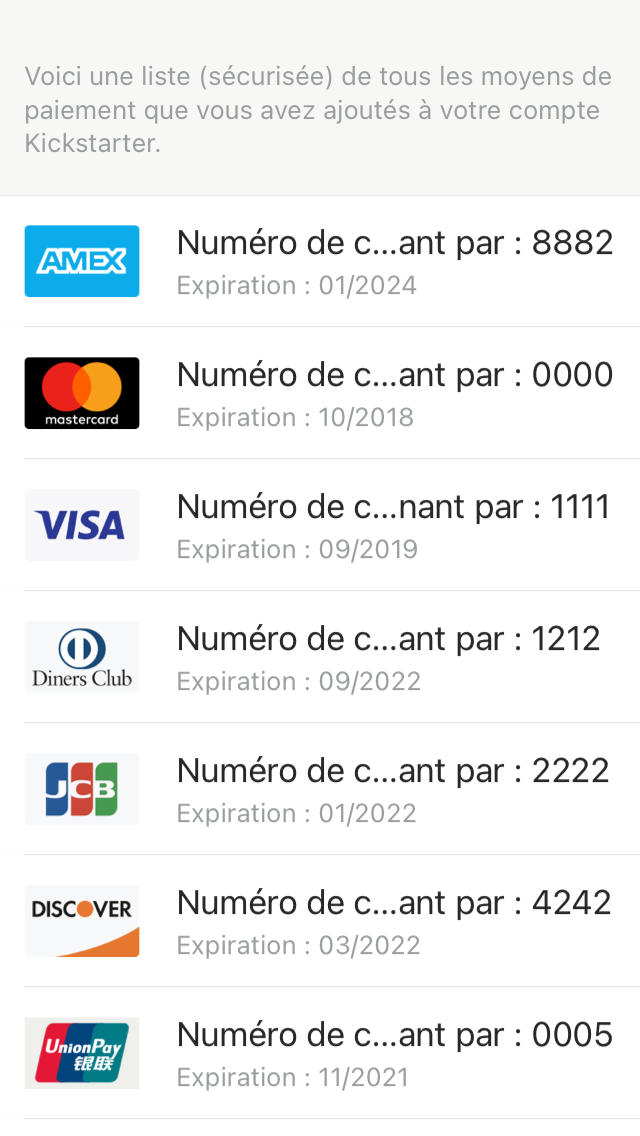 Voici une liste (sécurisée) de tous les moyens de
paiement que vous avez ajoutés à votre compte
Kickstarter.
AMEX
Numéro de c...ant par : 8882
Expiration : 01/2024
mastercard
Numéro de c...ant par : 0000
Expiration : 10/2018
VISA
Numéro de c...nant par : 1111
Expiration : 09/2019
Diners Club
Numéro de c...ant par : 1212
Expiration : 09/2022
JCB
Numéro de c...ant par : 2222
Expiration : 01/2022
DISCOVER
Numéro de c...ant par : 4242
Expiration : 03/2022
UnionPay
银联
Numéro de c...ant par : 0005
Expiration : 11/2021